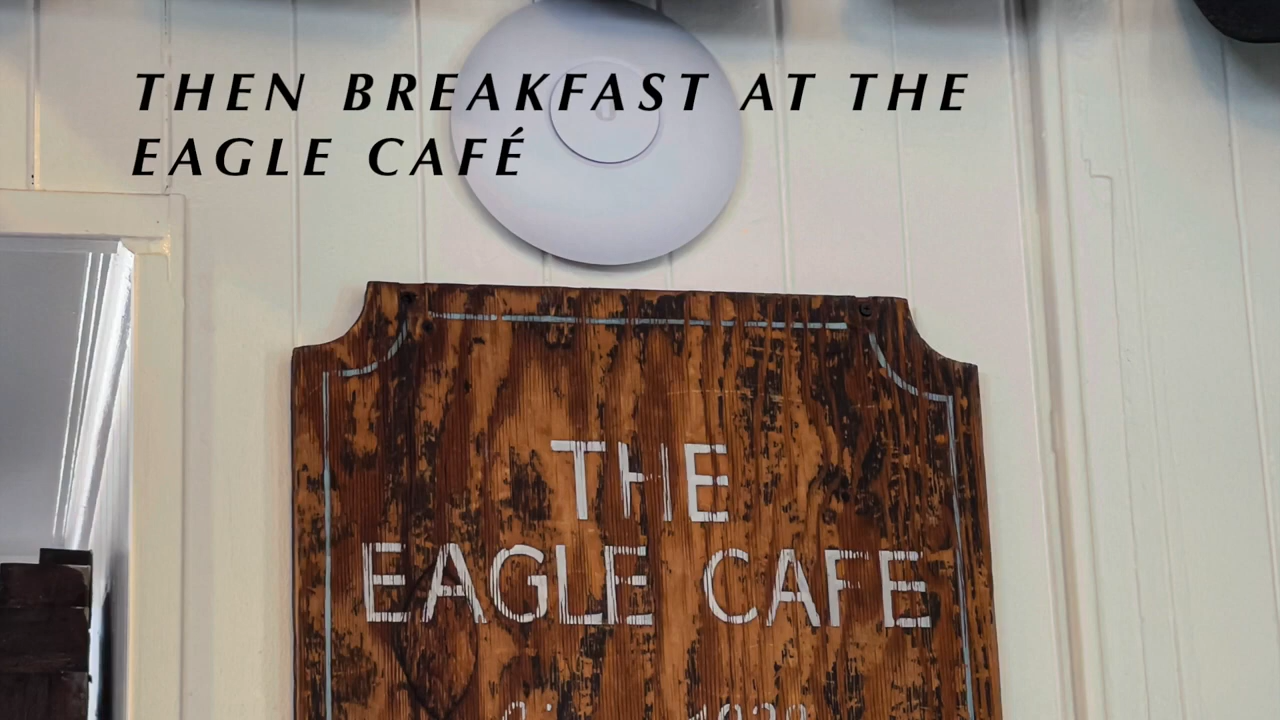 THEN BREAKFAST AT THE
EAGLE CAFÉ
THE
EAGLE CAFE